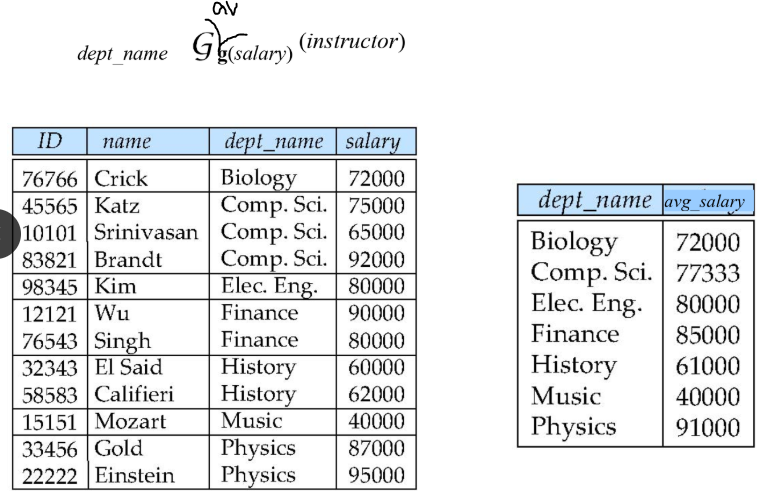 av
dept_name G g(salary) (instructor)
ID name dept_name salary
76766 Crick Biology 72000
45565 Katz Comp. Sci. 75000
10101 Srinivasan Comp. Sci. 65000
83821 Brandt Comp. Sci. 92000
98345 Kim Elec. Eng. 80000
12121 Wu Finance 90000
76543 Singh Finance 80000
32343 El Said History 60000
58583 Califieri History 62000
15151 Mozart Music 40000
33456 Gold Physics 87000
22222 Einstein Physics 95000
dept_name avg_salary
Biology 72000
Comp. Sci. 77333
Elec. Eng. 80000
Finance 85000
History 61000
Music 40000
Physics 91000